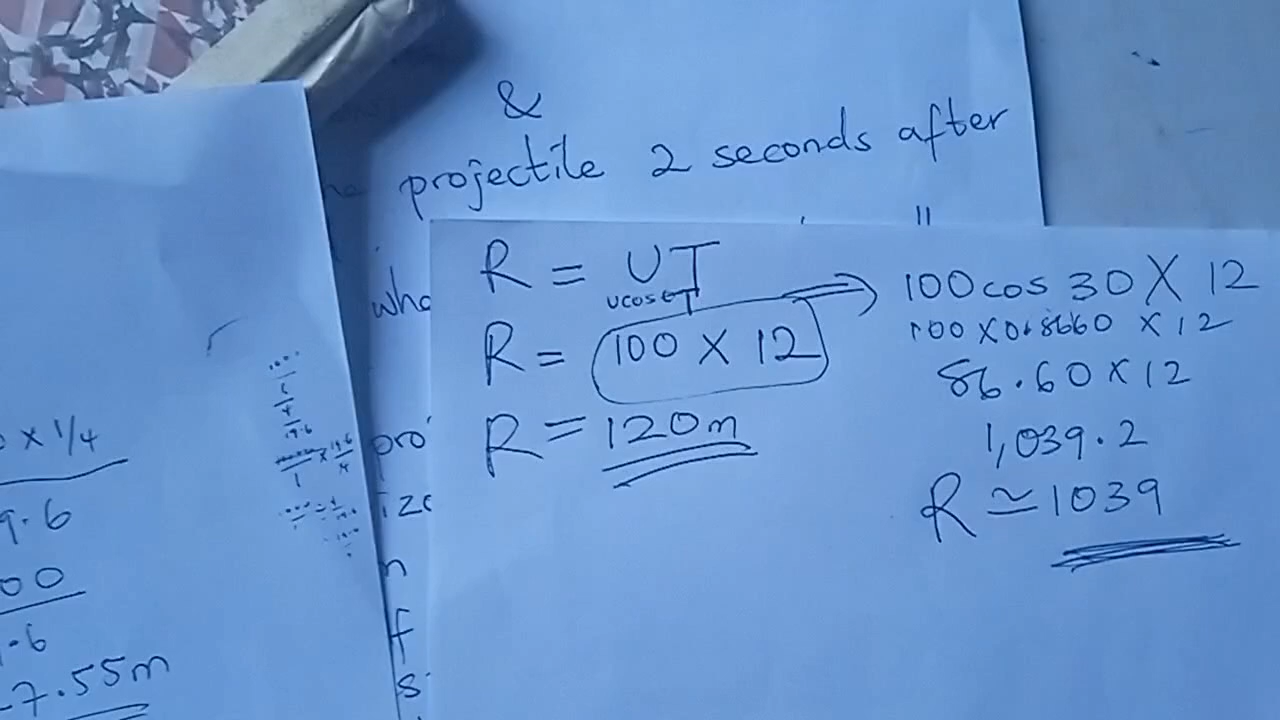 &
projectile 2 seconds after
R = UT
ucosθT
R = 100 X 12
R = 120m
100cos 30 X 12
100 X 0.8660 X 12
86.60 X 12
1,039.2
R ≃ 1039
x 1/4
9.6
00
.6
7.55m